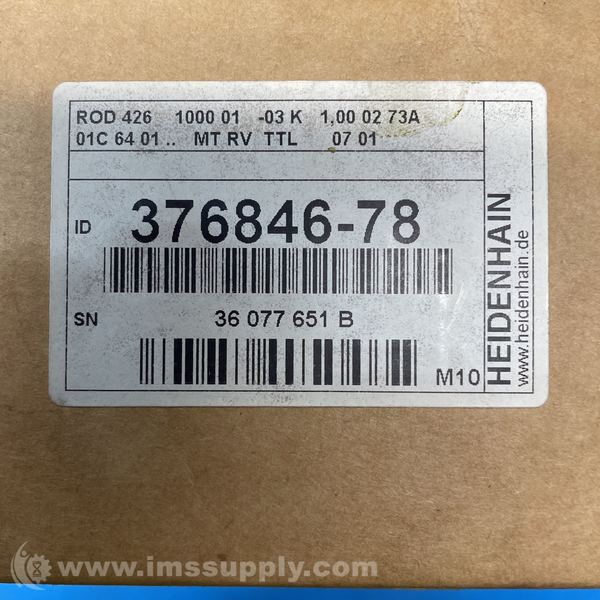 ROD 426 1000 01 -03 K 1,00 02 73A
01C 64 01 .. MT RV TTL 07 01
ID 376846-78
SN 36 077 651 B
M10
HEIDENHAIN
www.heidenhain.de
www.imssupply.com